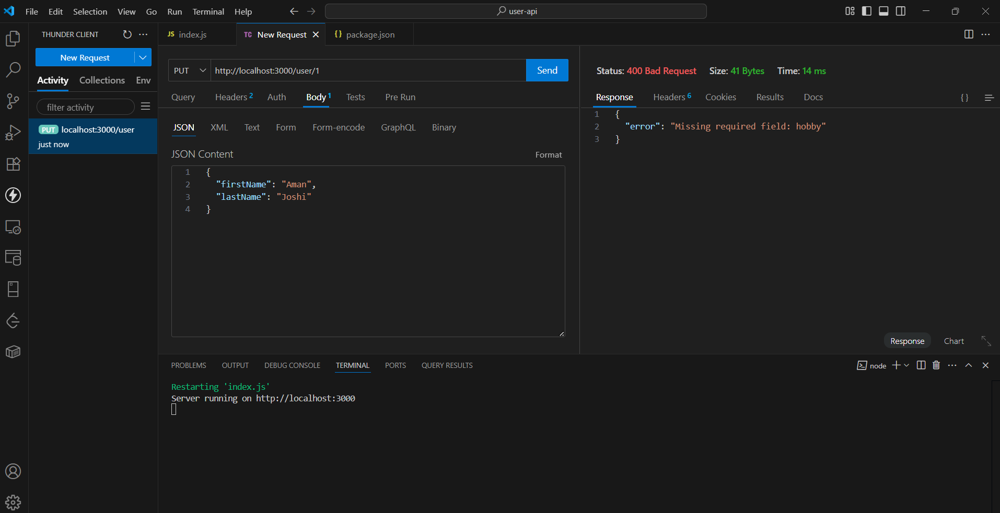 File Edit Selection View Go Run Terminal Help
user-api
THUNDER CLIENT
New Request
Activity Collections Env
filter activity
PUT localhost:3000/user
just now
JS index.js
TC New Request
{} package.json
PUT http://localhost:3000/user/1 Send
Query Headers 2 Auth Body 1 Tests Pre Run
JSON XML Text Form Form-encode GraphQL Binary
JSON Content Format
1 {
2 "firstName": "Aman",
3 "lastName": "Joshi"
4 }
Status: 400 Bad Request Size: 41 Bytes Time: 14 ms
Response Headers 6 Cookies Results Docs {}
1 {
2 "error": "Missing required field: hobby"
3 }
Response Chart
PROBLEMS OUTPUT DEBUG CONSOLE TERMINAL PORTS QUERY RESULTS
node
Restarting 'index.js'
Server running on http://localhost:3000